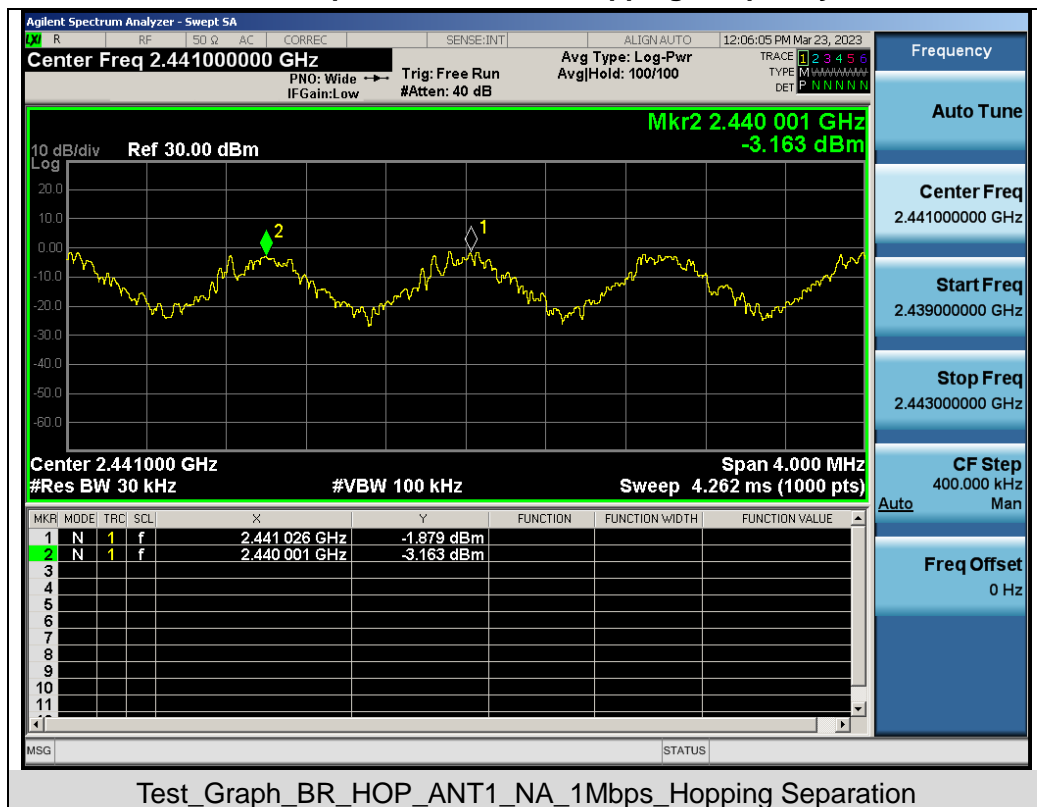 Agilent Spectrum Analyzer - Swept SA
LXI R RF 50 Ω AC CORREC SENSE:INT ALIGN AUTO 12:06:05 PM Mar 23, 2023
Center Freq 2.441000000 GHz
PNO: Wide
IFGain:Low
Trig: Free Run
#Atten: 40 dB
Avg Type: Log-Pwr
Avg|Hold: 100/100
TRACE 1 2 3 4 5 6
TYPE M WWWWW
DET P N N N N N
Mkr2 2.440 001 GHz
-3.163 dBm
10 dB/div Ref 30.00 dBm
Log
20.0
10.0
0.00
-10.0
-20.0
-30.0
-40.0
-50.0
-60.0
2
1
Center 2.441000 GHz Span 4.000 MHz
#Res BW 30 kHz #VBW 100 kHz Sweep 4.262 ms (1000 pts)
MKR MODE TRC SCL X Y FUNCTION FUNCTION WIDTH FUNCTION VALUE
1 N 1 f 2.441 026 GHz -1.879 dBm
2 N 1 f 2.440 001 GHz -3.163 dBm
3
4
5
6
7
8
9
10
11
MSG STATUS
Frequency
Auto Tune
Center Freq
2.441000000 GHz
Start Freq
2.439000000 GHz
Stop Freq
2.443000000 GHz
CF Step
400.000 kHz
Auto Man
Freq Offset
0 Hz
Test_Graph_BR_HOP_ANT1_NA_1Mbps_Hopping Separation